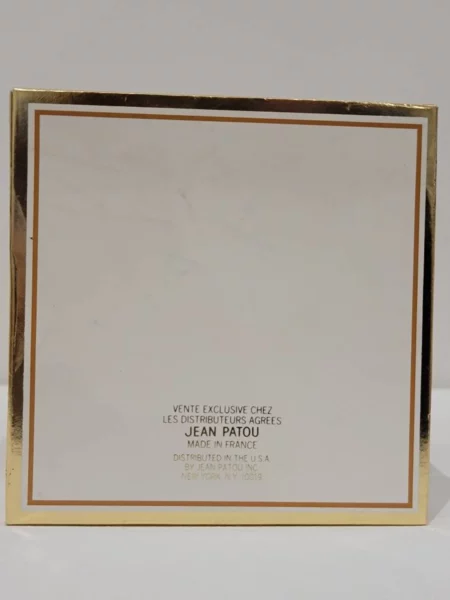 VENTE EXCLUSIVE CHEZ
LES DISTRIBUTEURS AGREES
JEAN PATOU
MADE IN FRANCE
DISTRIBUTED IN THE U.S.A.
BY JEAN PATOU INC.
NEW YORK, N.Y.